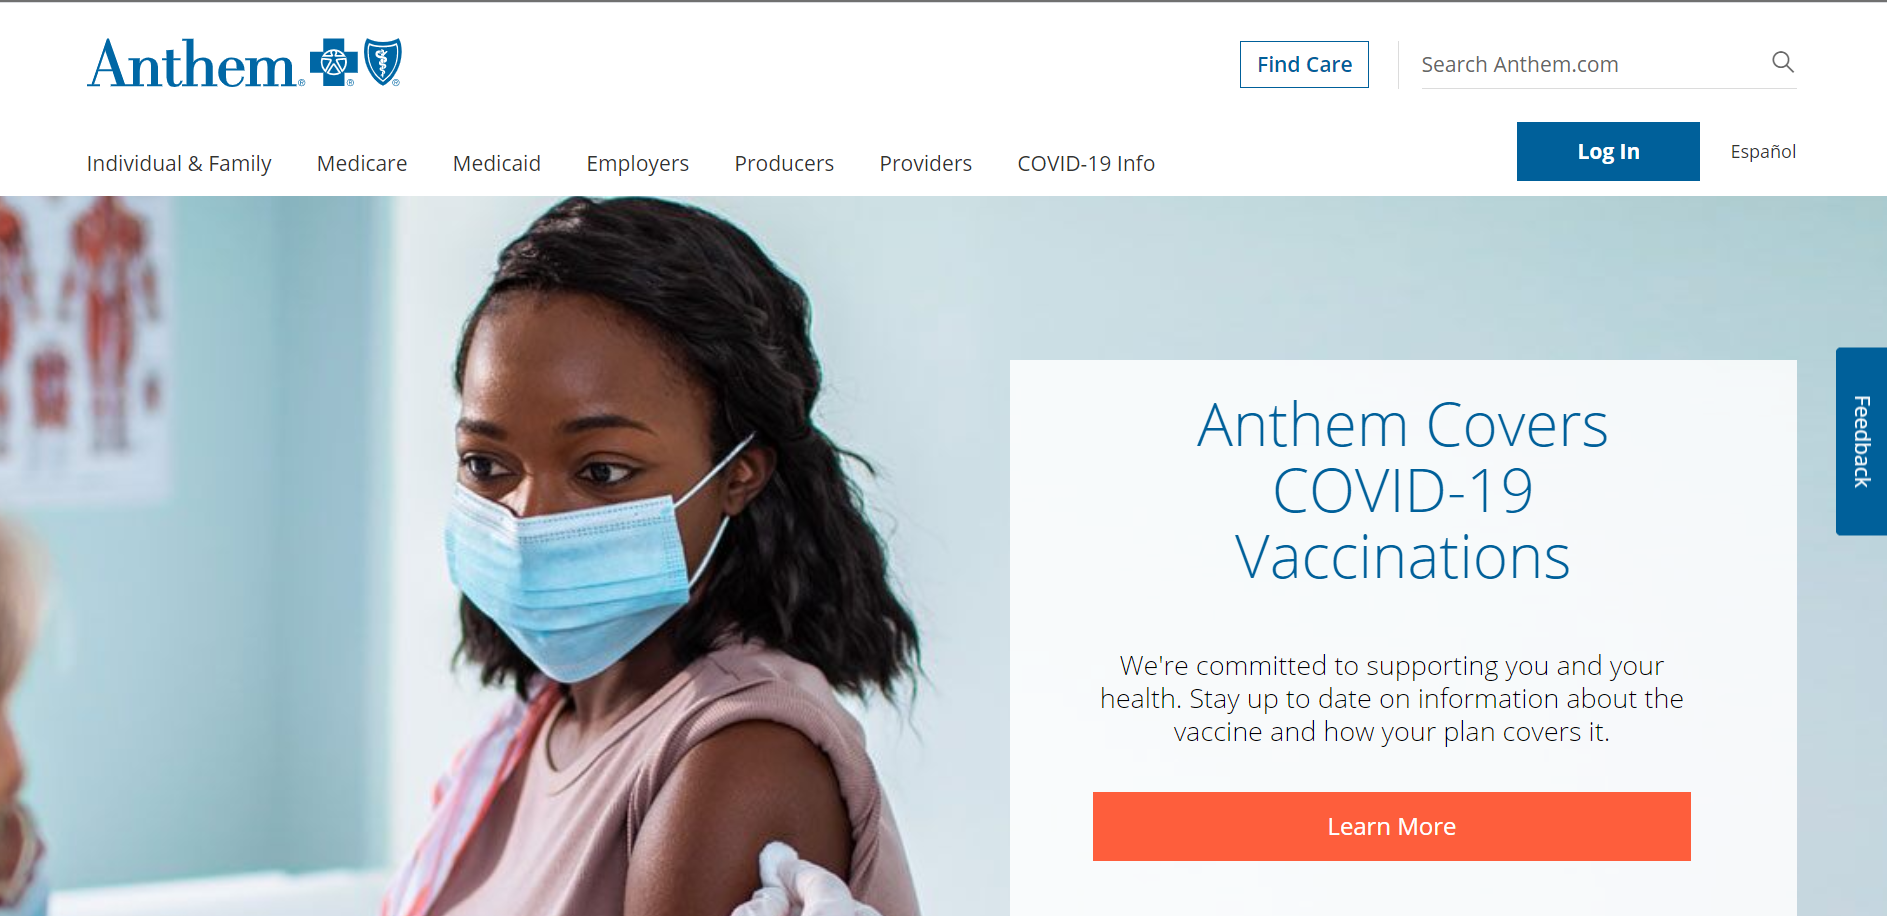 Anthem
Find Care
Search Anthem.com
Individual & Family
Medicare
Medicaid
Employers
Producers
Providers
COVID-19 Info
Log In
Español
Anthem Covers
COVID-19
Vaccinations
We're committed to supporting you and your
health. Stay up to date on information about the
vaccine and how your plan covers it.
Learn More
Feedback